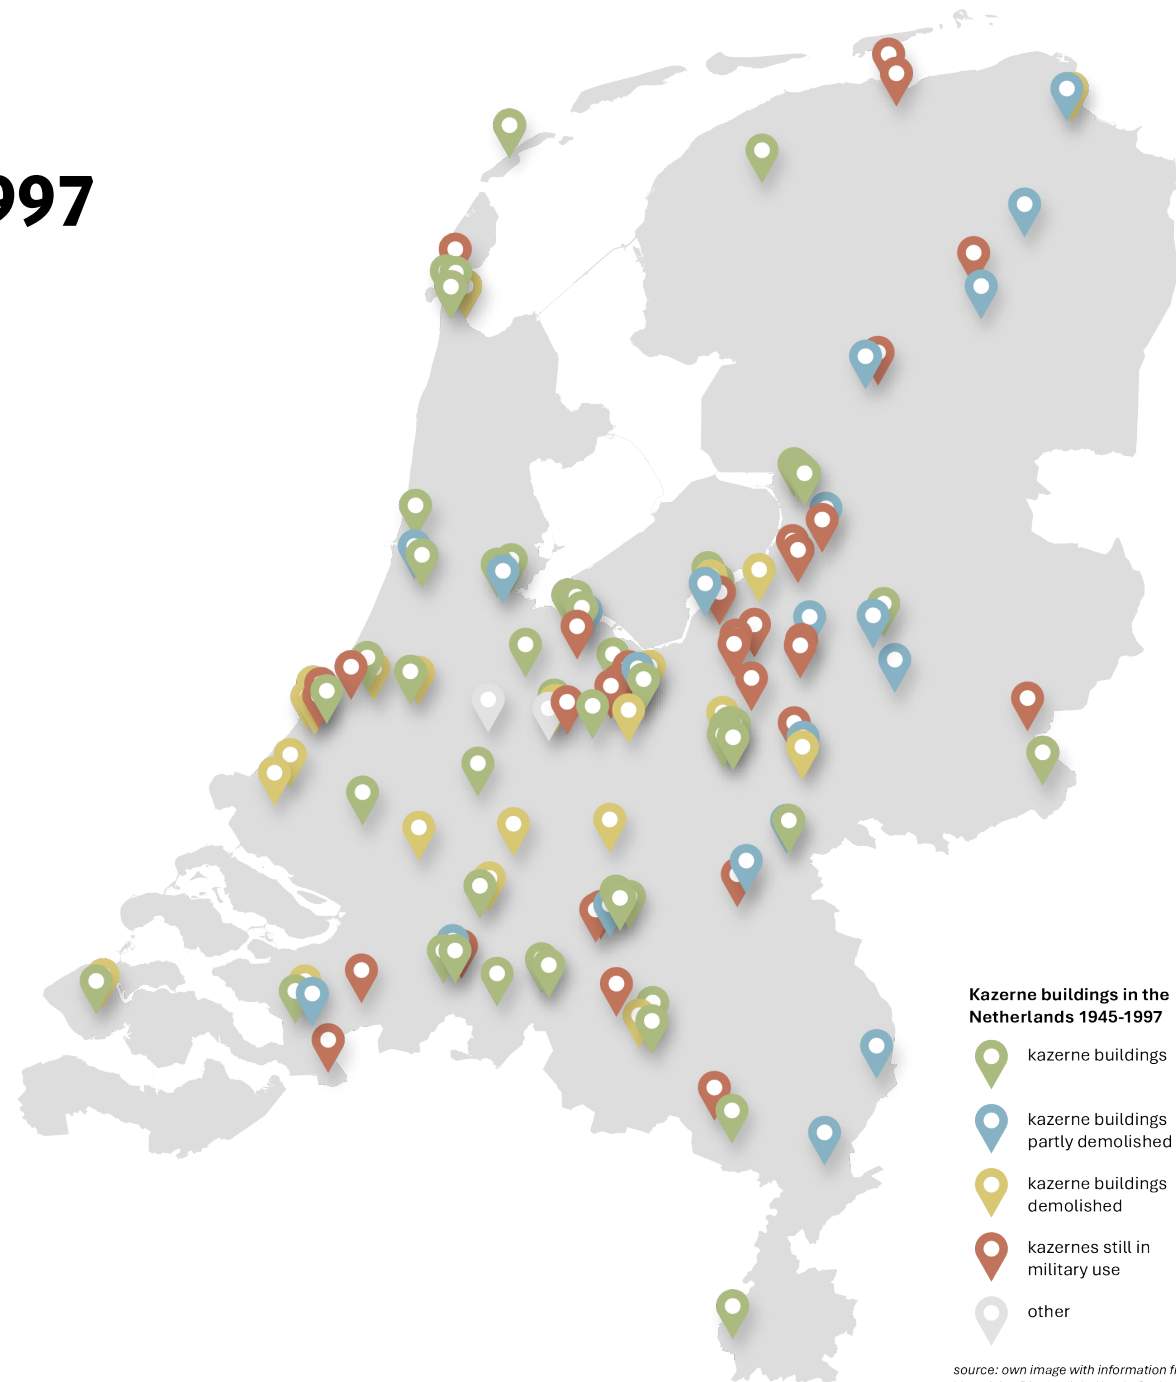 997
Kazerne buildings in the
Netherlands 1945-1997
kazerne buildings
kazerne buildings
partly demolished
kazerne buildings
demolished
kazernes still in
military use
other
source: own image with information